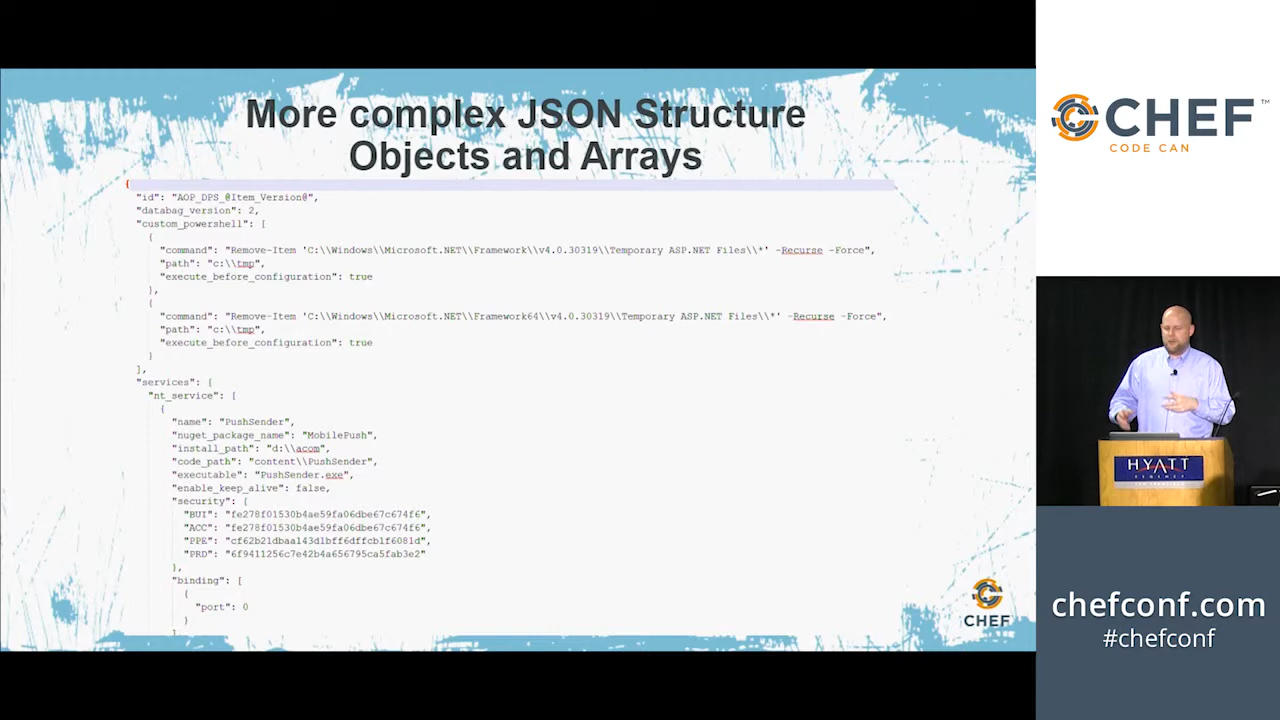 More complex JSON Structure
Objects and Arrays
{
"id": "AOP_DPS_@Item_Version@",
"databag_version": 2,
"custom_powershell": [
{
"command": "Remove-Item 'C:\\Windows\\Microsoft.NET\\Framework\\v4.0.30319\\Temporary ASP.NET Files\\*' -Recurse -Force",
"path": "c:\\tmp",
"execute_before_configuration": true
},
{
"command": "Remove-Item 'C:\\Windows\\Microsoft.NET\\Framework64\\v4.0.30319\\Temporary ASP.NET Files\\*' -Recurse -Force",
"path": "c:\\tmp",
"execute_before_configuration": true
}
],
"services": {
"nt_service": [
{
"name": "PushSender",
"nuget_package_name": "MobilePush",
"install_path": "d:\\acom",
"code_path": "content\\PushSender",
"executable": "PushSender.exe",
"enable_keep_alive": false,
"security": {
"BUI": "fe278f01530b4ae59fa06dbe67c674f6",
"ACC": "fe278f01530b4ae59fa06dbe67c674f6",
"PPE": "cf62b21dbaa143d1bff6dffcb1f6081d",
"PRD": "6f9411256c7e42b4a656795ca5fab3e2"
},
"binding": [
{
"port": 0
}
]
CHEF
CHEF™
CODE CAN
HYATT
chefconf.com
#chefconf